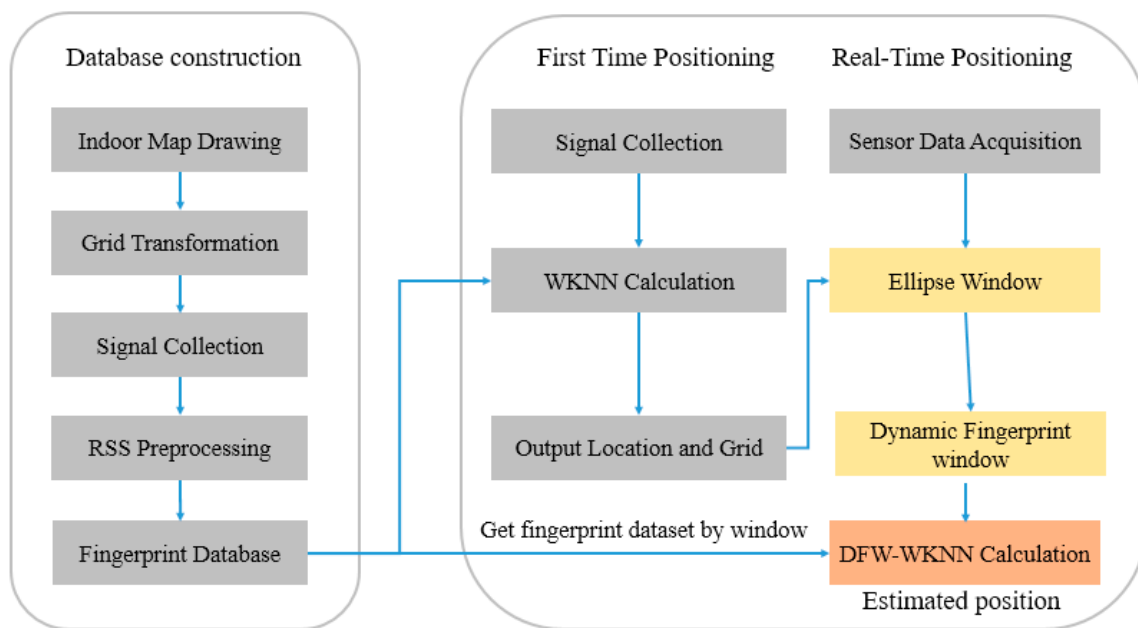 Database construction
Indoor Map Drawing
Grid Transformation
Signal Collection
RSS Preprocessing
Fingerprint Database
First Time Positioning
Signal Collection
WKNN Calculation
Output Location and Grid
Real-Time Positioning
Sensor Data Acquisition
Ellipse Window
Dynamic Fingerprint
window
Get fingerprint dataset by window
DFW-WKNN Calculation
Estimated position